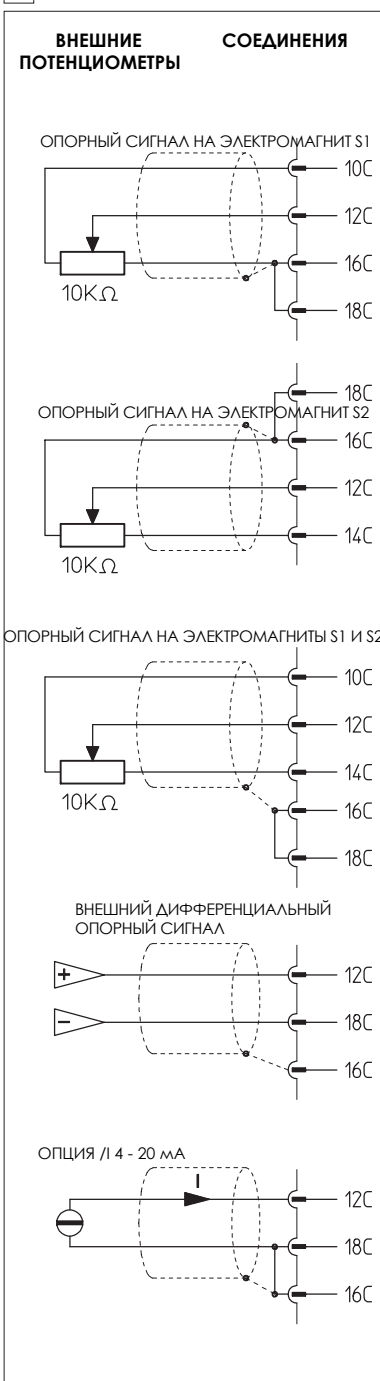 ВНЕШНИЕ ПОТЕНЦИОМЕТРЫ
СОЕДИНЕНИЯ
ОПОРНЫЙ СИГНАЛ НА ЭЛЕКТРОМАГНИТ S1
10C
12C
16C
10KΩ
18C
18C
ОПОРНЫЙ СИГНАЛ НА ЭЛЕКТРОМАГНИТ S2
16C
12C
14C
10KΩ
ОПОРНЫЙ СИГНАЛ НА ЭЛЕКТРОМАГНИТЫ S1 И S2
10C
12C
14C
10KΩ
16C
18C
ВНЕШНИЙ ДИФФЕРЕНЦИАЛЬНЫЙ
ОПОРНЫЙ СИГНАЛ
+ 12C
− 18C
16C
ОПЦИЯ /I 4 - 20 мА
I
12C
18C
16C